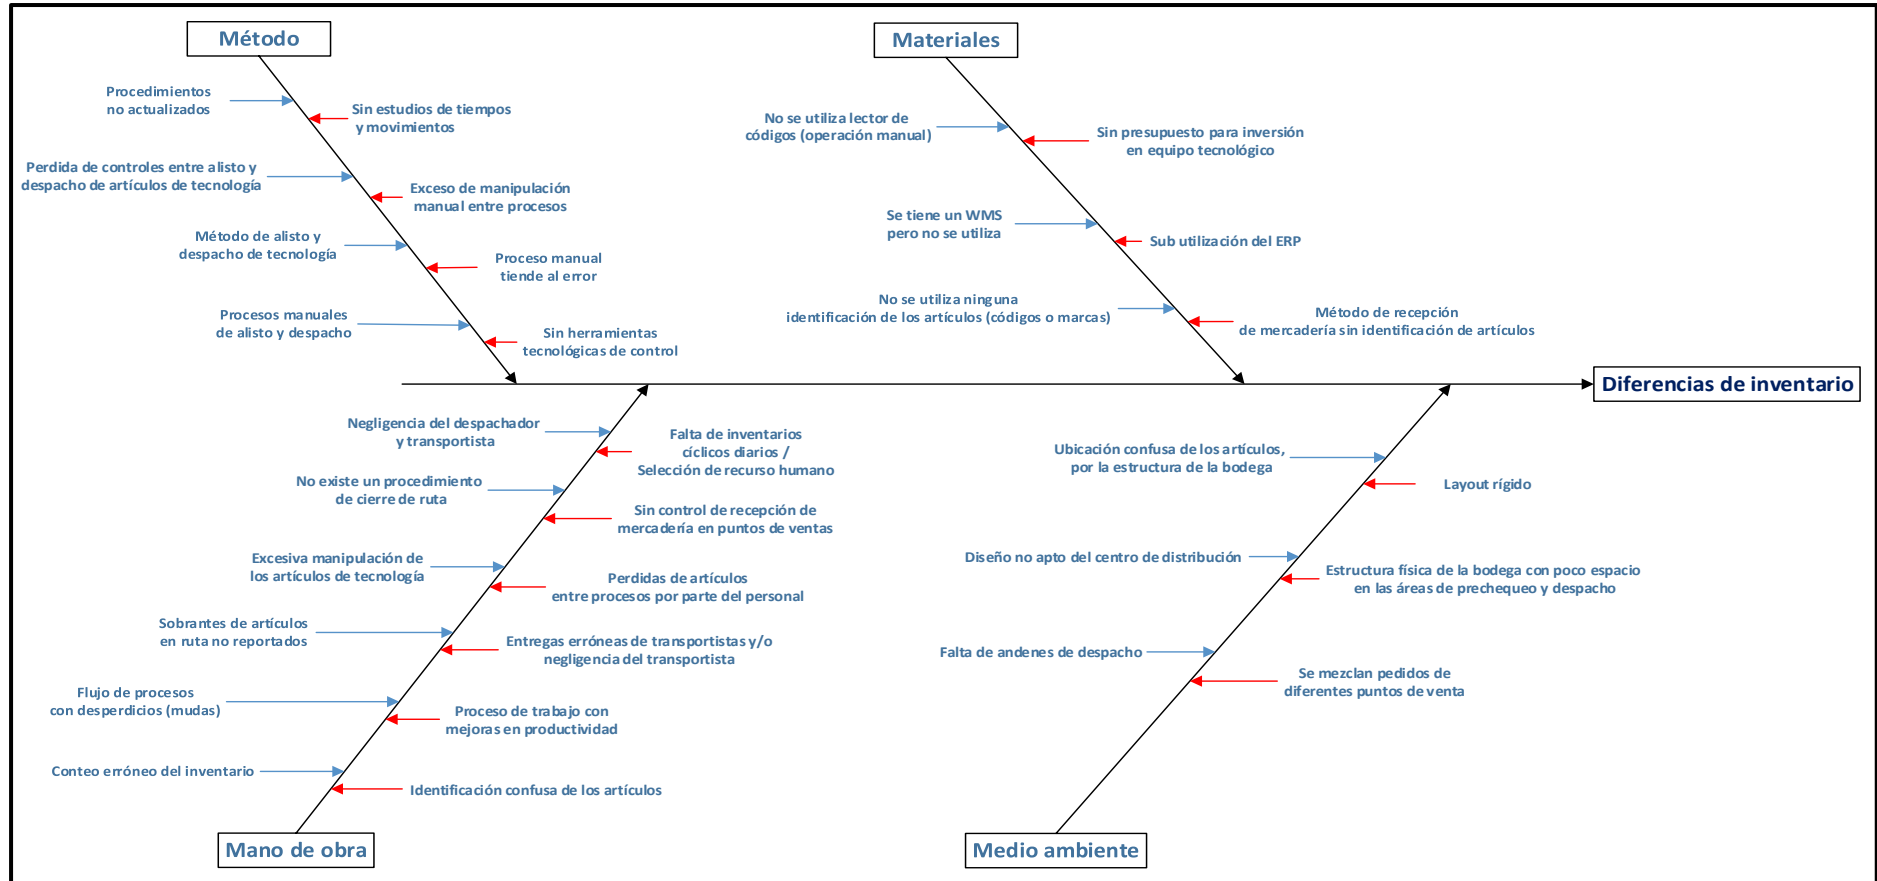 Método
Procedimientos
no actualizados
Sin estudios de tiempos
y movimientos
Perdida de controles entre alisto y
despacho de artículos de tecnología
Exceso de manipulación
manual entre procesos
Método de alisto y
despacho de tecnología
Proceso manual
tiende al error
Procesos manuales
de alisto y despacho
Sin herramientas
tecnológicas de control
Materiales
No se utiliza lector de
códigos (operación manual)
Sin presupuesto para inversión
en equipo tecnológico
Se tiene un WMS
pero no se utiliza
Sub utilización del ERP
No se utiliza ninguna
identificación de los artículos (códigos o marcas)
Método de recepción
de mercadería sin identificación de artículos
Diferencias de inventario
Negligencia del despachador
y transportista
Falta de inventarios
cíclicos diarios /
Selección de recurso humano
No existe un procedimiento
de cierre de ruta
Sin control de recepción de
mercadería en puntos de ventas
Excesiva manipulación de
los artículos de tecnología
Perdidas de artículos
entre procesos por parte del personal
Sobrantes de artículos
en ruta no reportados
Entregas erróneas de transportistas y/o
negligencia del transportista
Flujo de procesos
con desperdicios (mudas)
Proceso de trabajo con
mejoras en productividad
Conteo erróneo del inventario
Identificación confusa de los artículos
Mano de obra
Ubicación confusa de los artículos,
por la estructura de la bodega
Layout rígido
Diseño no apto del centro de distribución
Estructura física de la bodega con poco espacio
en las áreas de prechequeo y despacho
Falta de andenes de despacho
Se mezclan pedidos de
diferentes puntos de venta
Medio ambiente